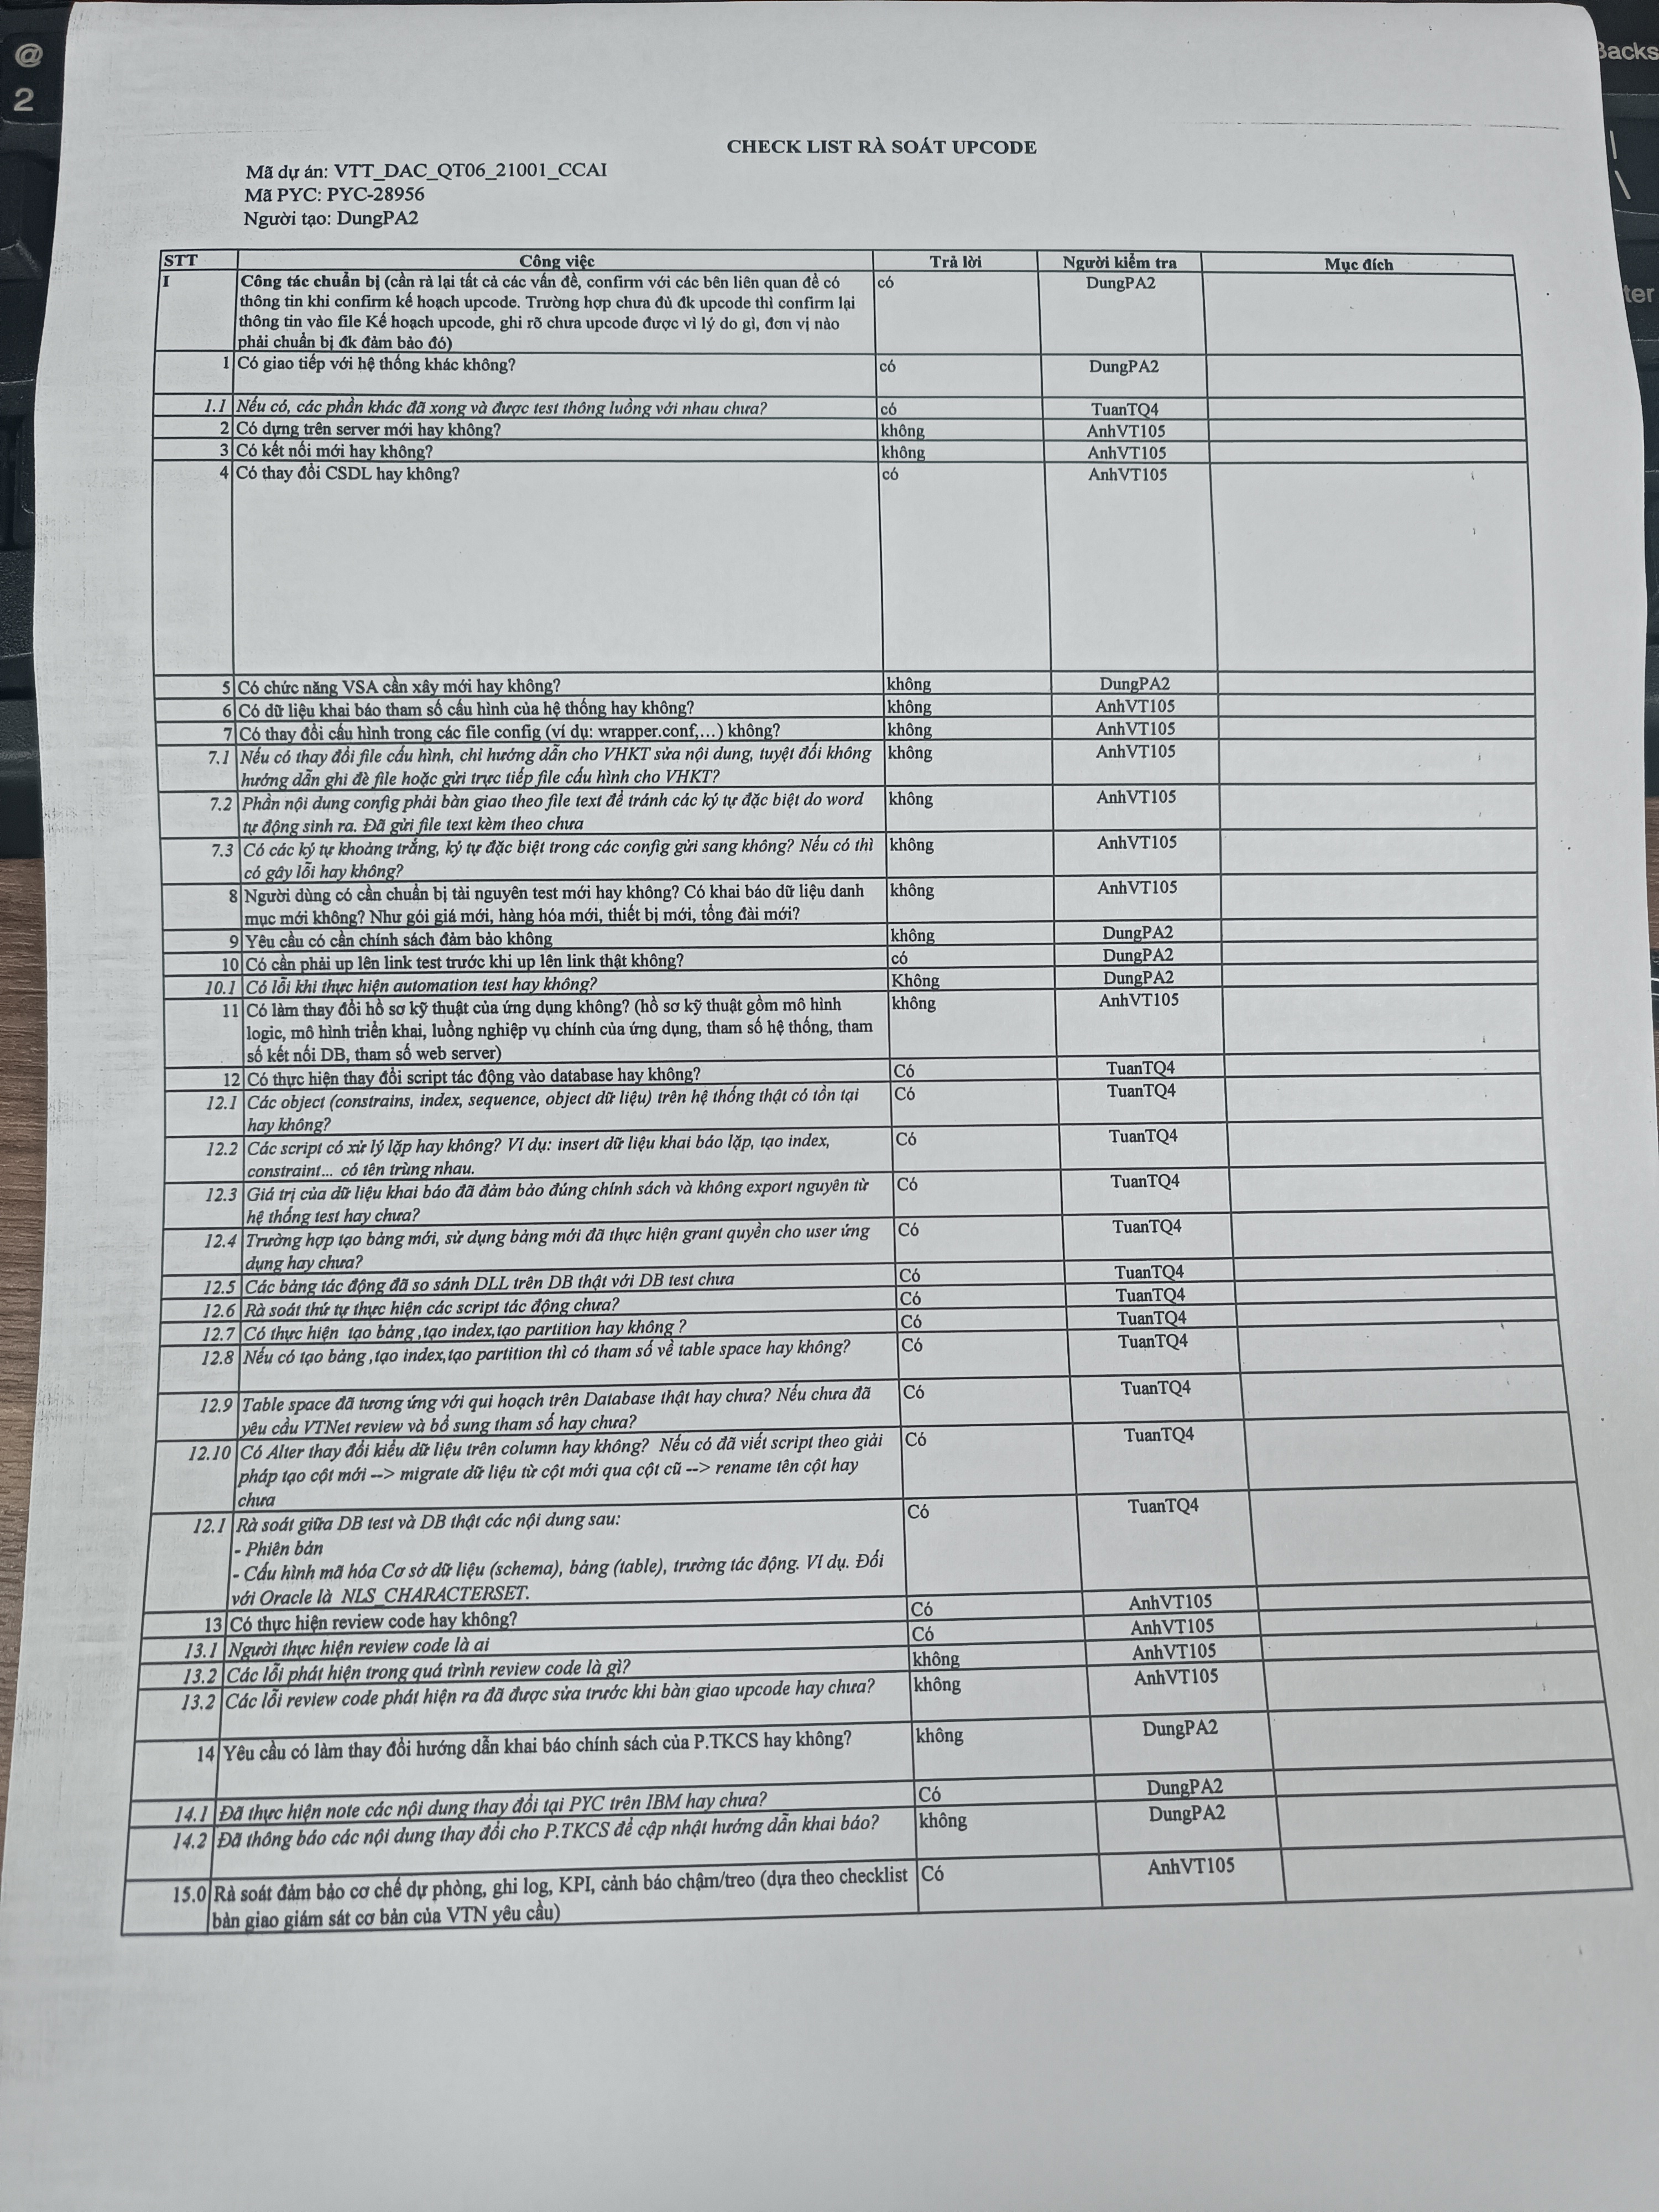 @
2
Backs
|
\
ter
CHECK LIST RÀ SOÁT UPCODE
Mã dự án: VTT_DAC_QT06_21001_CCAI
Mã PYC: PYC-28956
Người tạo: DungPA2
STT Công việc Trả lời Người kiểm tra Mục đích
I Công tác chuẩn bị (cần rà lại tất cả các vấn đề, confirm với các bên liên quan để có có DungPA2
thông tin khi confirm kế hoạch upcode. Trường hợp chưa đủ đk upcode thì confirm lại
thông tin vào file Kế hoạch upcode, ghi rõ chưa upcode được vì lý do gì, đơn vị nào
phải chuẩn bị đk đảm bảo đó)
1 Có giao tiếp với hệ thống khác không? có DungPA2
1.1 Nếu có, các phần khác đã xong và được test thông luồng với nhau chưa? có TuanTQ4
2 Có dựng trên server mới hay không? không AnhVT105
3 Có kết nối mới hay không? không AnhVT105
4 Có thay đổi CSDL hay không? có AnhVT105
5 Có chức năng VSA cần xây mới hay không? không DungPA2
6 Có dữ liệu khai báo tham số cấu hình của hệ thống hay không? không AnhVT105
7 Có thay đổi cấu hình trong các file config (ví dụ: wrapper.conf,...) không? không AnhVT105
7.1 Nếu có thay đổi file cấu hình, chỉ hướng dẫn cho VHKT sửa nội dung, tuyệt đối không không AnhVT105
hướng dẫn ghi đè file hoặc gửi trực tiếp file cấu hình cho VHKT?
7.2 Phần nội dung config phải bàn giao theo file text để tránh các ký tự đặc biệt do word không AnhVT105
tự động sinh ra. Đã gửi file text kèm theo chưa
7.3 Có các ký tự khoảng trắng, ký tự đặc biệt trong các config gửi sang không? Nếu có thì không AnhVT105
có gây lỗi hay không?
8 Người dùng có cần chuẩn bị tài nguyên test mới hay không? Có khai báo dữ liệu danh không AnhVT105
mục mới không? Như gói giá mới, hàng hóa mới, thiết bị mới, tổng đài mới?
9 Yêu cầu có cần chính sách đảm bảo không không DungPA2
10 Có cần phải up lên link test trước khi up lên link thật không? có DungPA2
10.1 Có lỗi khi thực hiện automation test hay không? Không DungPA2
11 Có làm thay đổi hồ sơ kỹ thuật của ứng dụng không? (hồ sơ kỹ thuật gồm mô hình không AnhVT105
logic, mô hình triển khai, luồng nghiệp vụ chính của ứng dụng, tham số hệ thống, tham
số kết nối DB, tham số web server)
12 Có thực hiện thay đổi script tác động vào database hay không? Có TuanTQ4
12.1 Các object (constrains, index, sequence, object dữ liệu) trên hệ thống thật có tồn tại Có TuanTQ4
hay không?
12.2 Các script có xử lý lặp hay không? Ví dụ: insert dữ liệu khai báo lặp, tạo index, Có TuanTQ4
constraint... có tên trùng nhau.
12.3 Giá trị của dữ liệu khai báo đã đảm bảo đúng chính sách và không export nguyên từ Có TuanTQ4
hệ thống test hay chưa?
12.4 Trường hợp tạo bảng mới, sử dụng bảng mới đã thực hiện grant quyền cho user ứng Có TuanTQ4
dụng hay chưa?
12.5 Các bảng tác động đã so sánh DLL trên DB thật với DB test chưa Có TuanTQ4
12.6 Rà soát thứ tự thực hiện các script tác động chưa? Có TuanTQ4
12.7 Có thực hiện tạo bảng ,tạo index,tạo partition hay không ? Có TuanTQ4
12.8 Nếu có tạo bảng ,tạo index,tạo partition thì có tham số về table space hay không? Có TuanTQ4
12.9 Table space đã tương ứng với qui hoạch trên Database thật hay chưa? Nếu chưa đã Có TuanTQ4
yêu cầu VTNet review và bổ sung tham số hay chưa?
12.10 Có Alter thay đổi kiểu dữ liệu trên column hay không? Nếu có đã viết script theo giải Có TuanTQ4
pháp tạo cột mới --> migrate dữ liệu từ cột mới qua cột cũ --> rename tên cột hay
chưa
12.1 Rà soát giữa DB test và DB thật các nội dung sau: Có TuanTQ4
- Phiên bản
- Cấu hình mã hóa Cơ sở dữ liệu (schema), bảng (table), trường tác động. Ví dụ. Đối
với Oracle là NLS_CHARACTERSET.
13 Có thực hiện review code hay không? Có AnhVT105
13.1 Người thực hiện review code là ai Có AnhVT105
13.2 Các lỗi phát hiện trong quá trình review code là gì? không AnhVT105
13.2 Các lỗi review code phát hiện ra đã được sửa trước khi bàn giao upcode hay chưa? không AnhVT105
14 Yêu cầu có làm thay đổi hướng dẫn khai báo chính sách của P.TKCS hay không? không DungPA2
14.1 Đã thực hiện note các nội dung thay đổi tại PYC trên IBM hay chưa? Có DungPA2
14.2 Đã thông báo các nội dung thay đổi cho P.TKCS để cập nhật hướng dẫn khai báo? không DungPA2
15.0 Rà soát đảm bảo cơ chế dự phòng, ghi log, KPI, cảnh báo chậm/treo (dựa theo checklist Có AnhVT105
bàn giao giám sát cơ bản của VTN yêu cầu)